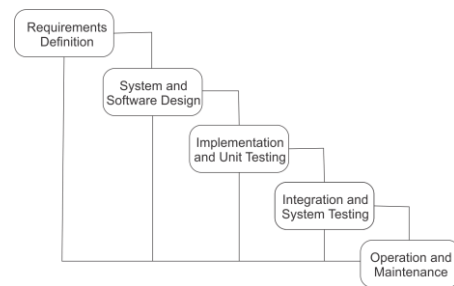 Requirements
Definition
System and
Software Design
Implementation
and Unit Testing
Integration and
System Testing
Operation and
Maintenance